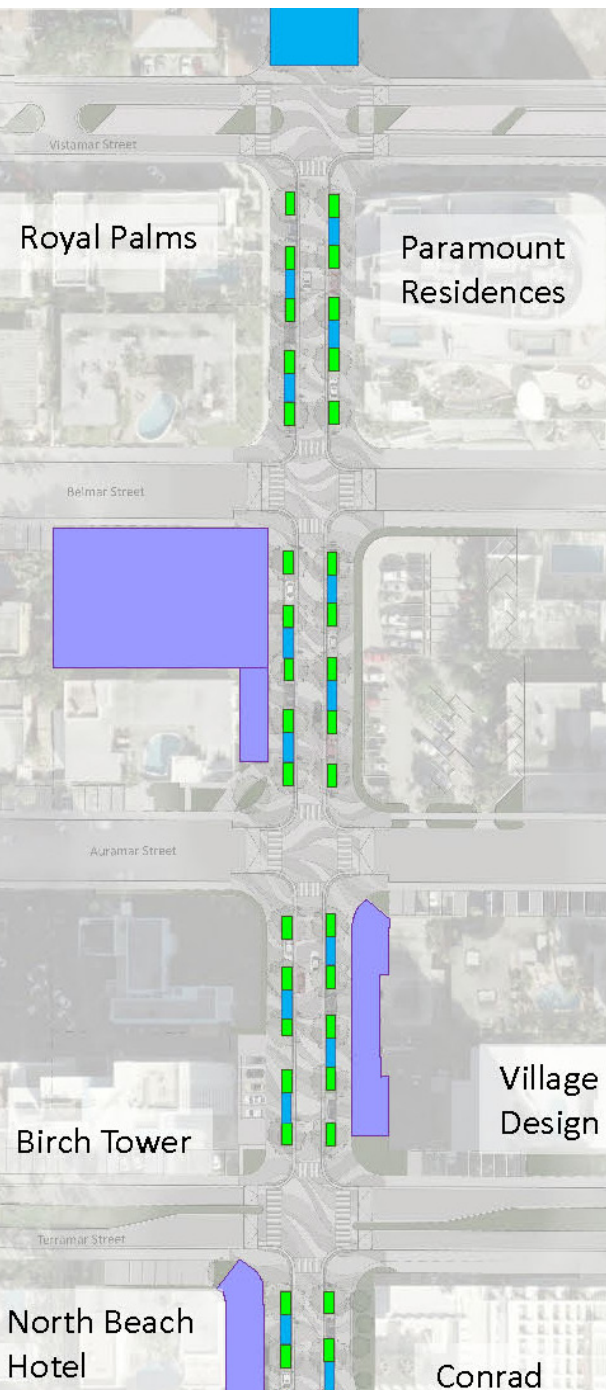 Vistamar Street
Royal Palms
Paramount
Residences
Belmar Street
Auramar Street
Village
Design
Birch Tower
Terramar Street
North Beach
Hotel
Conrad